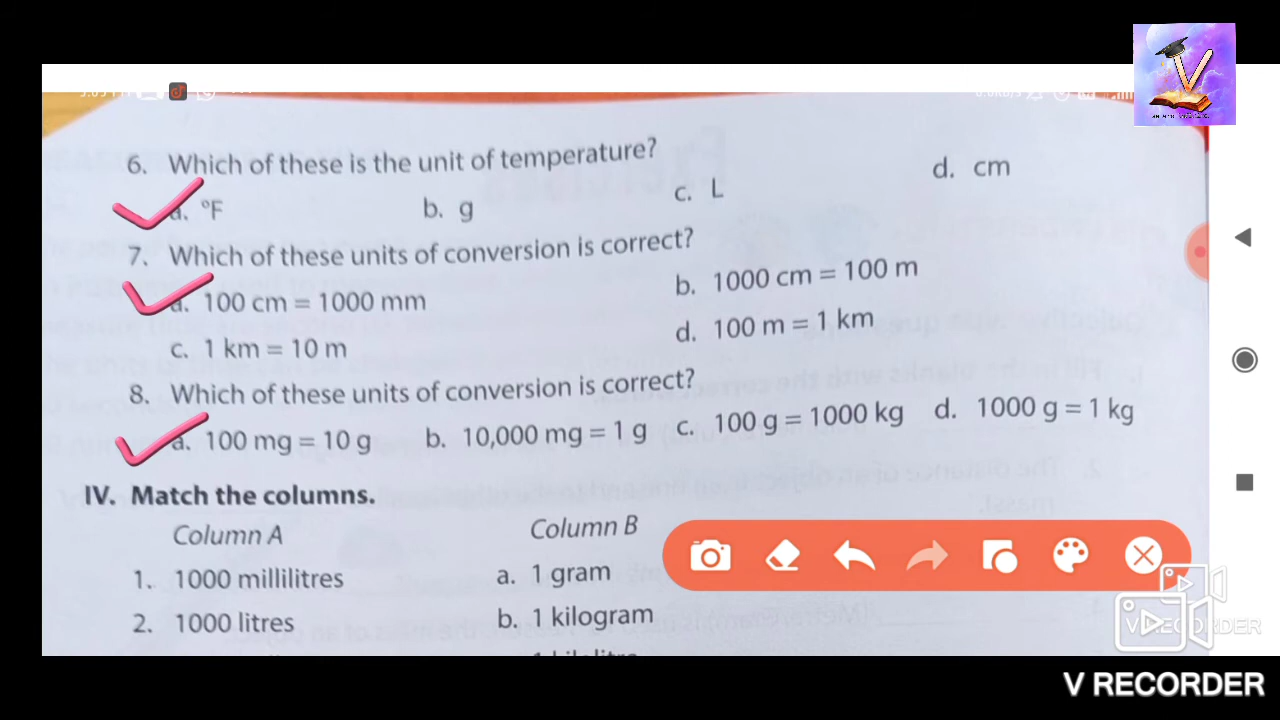 6. Which of these is the unit of temperature?
a. °F b. g c. L d. cm
7. Which of these units of conversion is correct?
a. 100 cm = 1000 mm b. 1000 cm = 100 m
c. 1 km = 10 m d. 100 m = 1 km
8. Which of these units of conversion is correct?
a. 100 mg = 10 g b. 10,000 mg = 1 g c. 100 g = 1000 kg d. 1000 g = 1 kg
IV. Match the columns.
Column A Column B
1. 1000 millilitres a. 1 gram
2. 1000 litres b. 1 kilogram
V RECORDER
V RECORDER